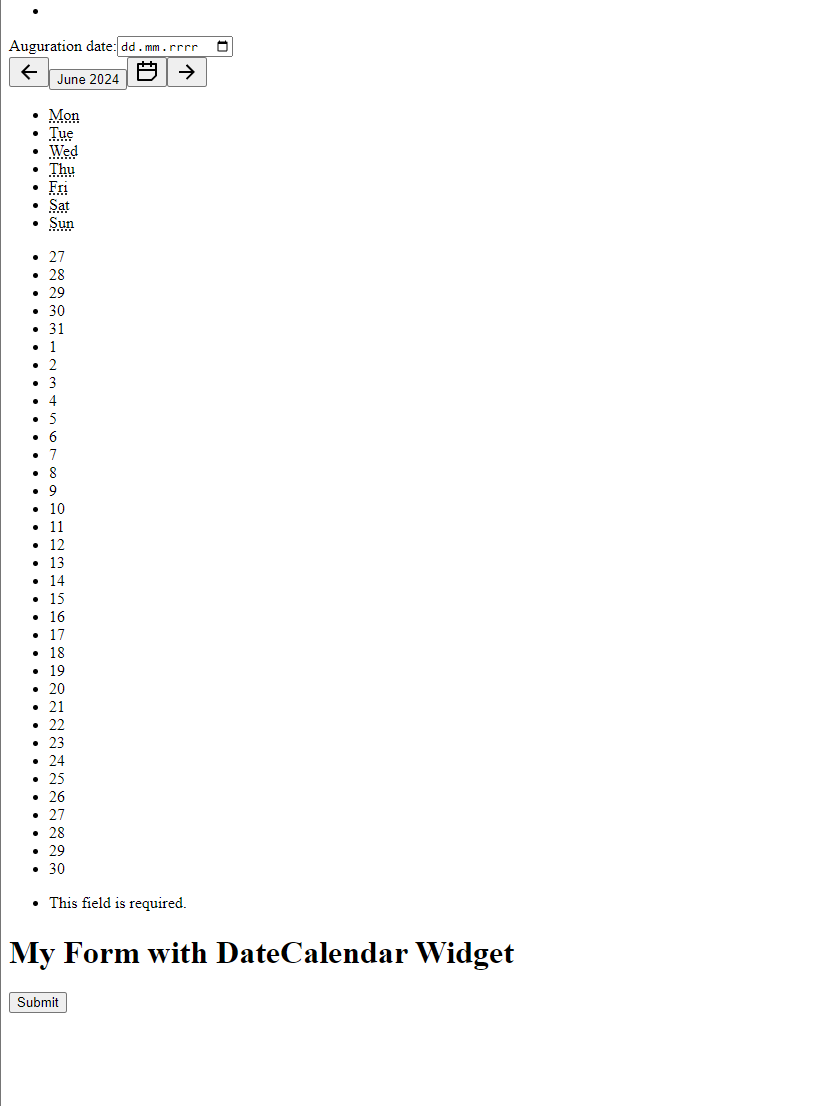 Auguration date: dd.mm.rrrr
June 2024
Mon
Tue
Wed
Thu
Fri
Sat
Sun
27
28
29
30
31
1
2
3
4
5
6
7
8
9
10
11
12
13
14
15
16
17
18
19
20
21
22
23
24
25
26
27
28
29
30
This field is required.
My Form with DateCalendar Widget
Submit